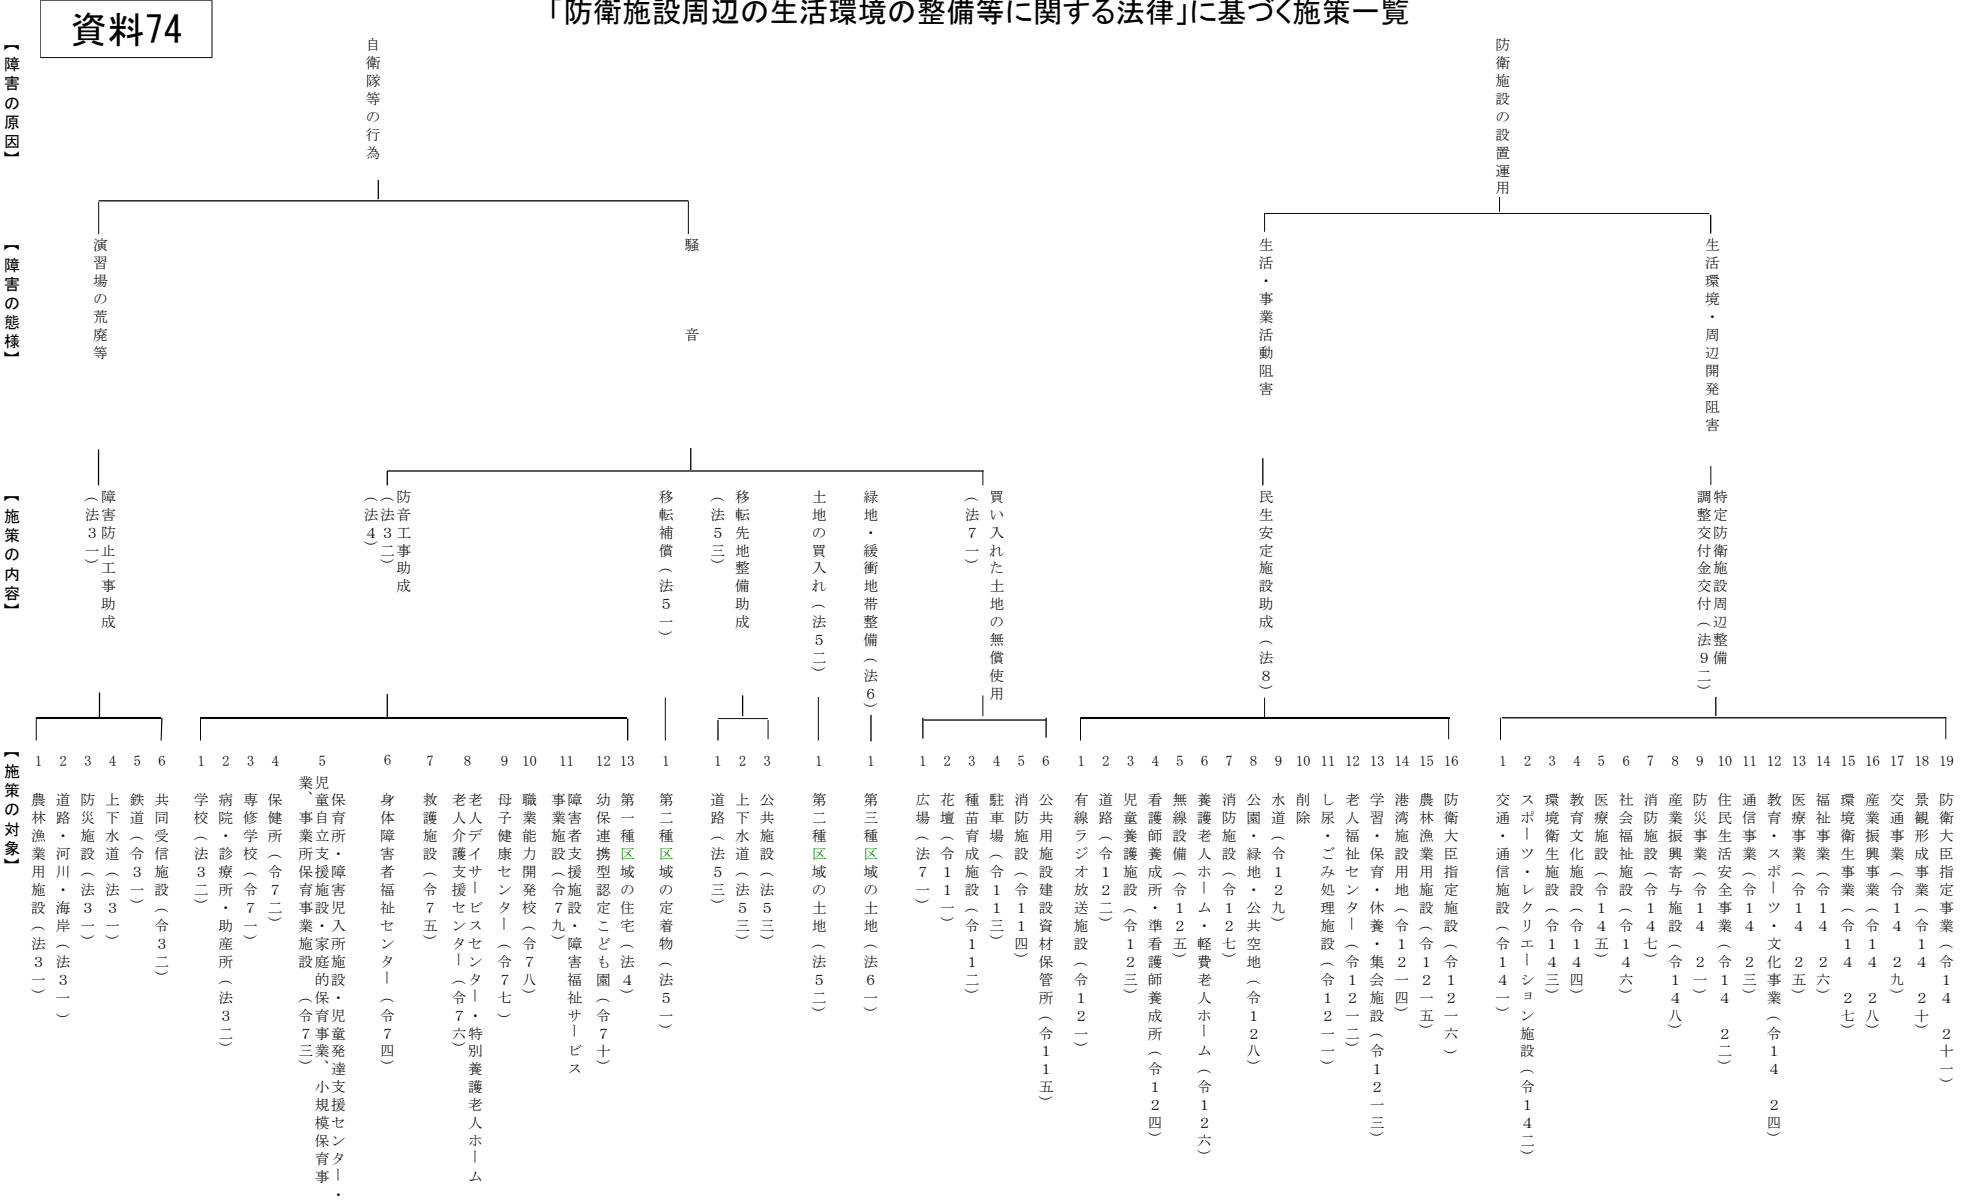 資料74
「防衛施設周辺の生活環境の整備等に関する法律」に基づく施策一覧
【障害の原因】
自衛隊等の行為
防衛施設の設置運用
【障害の態様】
演習場の荒廃等
騒音
生活・事業活動阻害
生活環境・周辺開発阻害
【施策の内容】
障害防止工事助成
（法３一）
防音工事助成
（法３二）
（法４）
移転補償（法５一）
移転先地整備助成
（法５三）
土地の買入れ（法５二）
緑地・緩衝地帯整備（法６）
買い入れた土地の無償使用
（法７一）
民生安定施設助成（法８）
特定防衛施設周辺整備
調整交付金交付（法９二）
【施策の対象】
1 農林漁業用施設（法３一）
2 道路・河川・海岸（法３一）
3 防災施設（法３一）
4 上下水道（法３一）
5 鉄道（令３一）
6 共同受信施設（令３二）
1 学校（法３二）
2 病院・診療所・助産所（法３二）
3 専修学校（令７一）
4 保健所（令７二）
5 保育所・障害児入所施設・児童発達支援センター・
児童自立支援施設・家庭的保育事業、小規模保育事
業、事業所保育事業施設（令７三）
6 身体障害者福祉センター（令７四）
7 救護施設（令７五）
8 老人デイサービスセンター・特別養護老人ホーム
老人介護支援センター（令７六）
9 母子健康センター（令７七）
10 職業能力開発校（令７八）
11 障害者支援施設・障害福祉サービス
事業施設（令７九）
12 幼保連携型認定こども園（令７十）
13 第一種区域の住宅（法４）
1 第二種区域の定着物（法５一）
1 道路（法５三）
2 上下水道（法５三）
3 公共施設（法５三）
1 第二種区域の土地（法５二）
1 第三種区域の土地（法６一）
1 広場（法７一）
2 花壇（令１１一）
3 種苗育成施設（令１１二）
4 駐車場（令１１三）
5 消防施設（令１１四）
6 公共用施設建設資材保管所（令１１五）
1 有線ラジオ放送施設（令１２一）
2 道路（令１２二）
3 児童養護施設（令１２三）
4 看護師養成所・準看護師養成所（令１２四）
5 無線設備（令１２五）
6 養護老人ホーム・軽費老人ホーム（令１２六）
7 消防施設（令１２七）
8 公園・緑地・公共空地（令１２八）
9 水道（令１２九）
10 削除
11 し尿・ごみ処理施設（令１２一一）
12 老人福祉センター（令１２一二）
13 学習・保育・休養・集会施設（令１２一三）
14 港湾施設用地（令１２一四）
15 農林漁業用施設（令１２一五）
16 防衛大臣指定施設（令１２一六）
1 交通・通信施設（令１４一）
2 スポーツ・レクリエーション施設（令１４二）
3 環境衛生施設（令１４三）
4 教育文化施設（令１４四）
5 医療施設（令１４五）
6 社会福祉施設（令１４六）
7 消防施設（令１４七）
8 産業振興寄与施設（令１４八）
9 防災事業（令１４　２一）
10 住民生活安全事業（令１４　２二）
11 通信事業（令１４　２三）
12 教育・スポーツ・文化事業（令１４　２四）
13 医療事業（令１４　２五）
14 福祉事業（令１４　２六）
15 環境衛生事業（令１４　２七）
16 産業振興事業（令１４　２八）
17 交通事業（令１４　２九）
18 景観形成事業（令１４　２十）
19 防衛大臣指定事業（令１４　２十一）